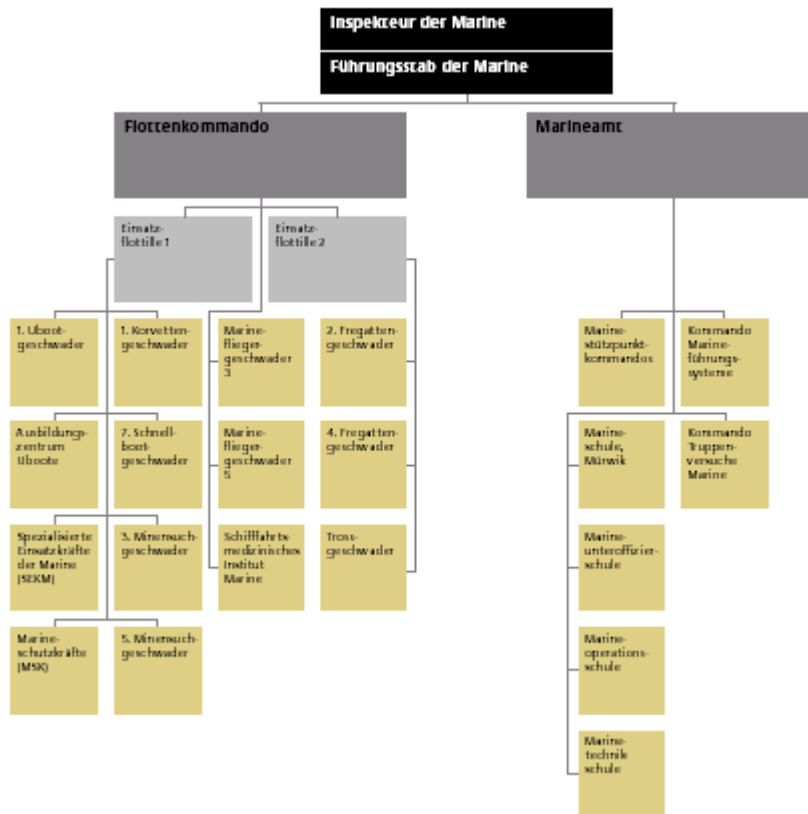 Inspekteur der Marine
Führungsstab der Marine
Flottenkommando
Marineamt
Einsatz-
flottille 1
Einsatz-
flottille 2
1. Uboot-
geschwader
1. Korvetten-
geschwader
Marine-
flieger-
geschwader
3
2. Fregatten-
geschwader
Marine-
stützpunkt-
kommandos
Kommando
Marine-
führungs-
systeme
Ausbildungs-
zentrum
Uboote
7. Schnell-
boot-
geschwader
Marine-
flieger-
geschwader
5
4. Fregatten-
geschwader
Marine-
schule,
Mürwik
Kommando
Truppen-
versuche
Marine
Spezialisierte
Einsatzkräfte
der Marine
(SEKM)
3. Minensuch-
geschwader
Schifffahrts-
medizinisches
Institut
Marine
Tross-
geschwader
Marine-
unteroffizier-
schule
Marine-
schutzkräfte
(MSK)
5. Minensuch-
geschwader
Marine-
operations-
schule
Marine-
technik
schule